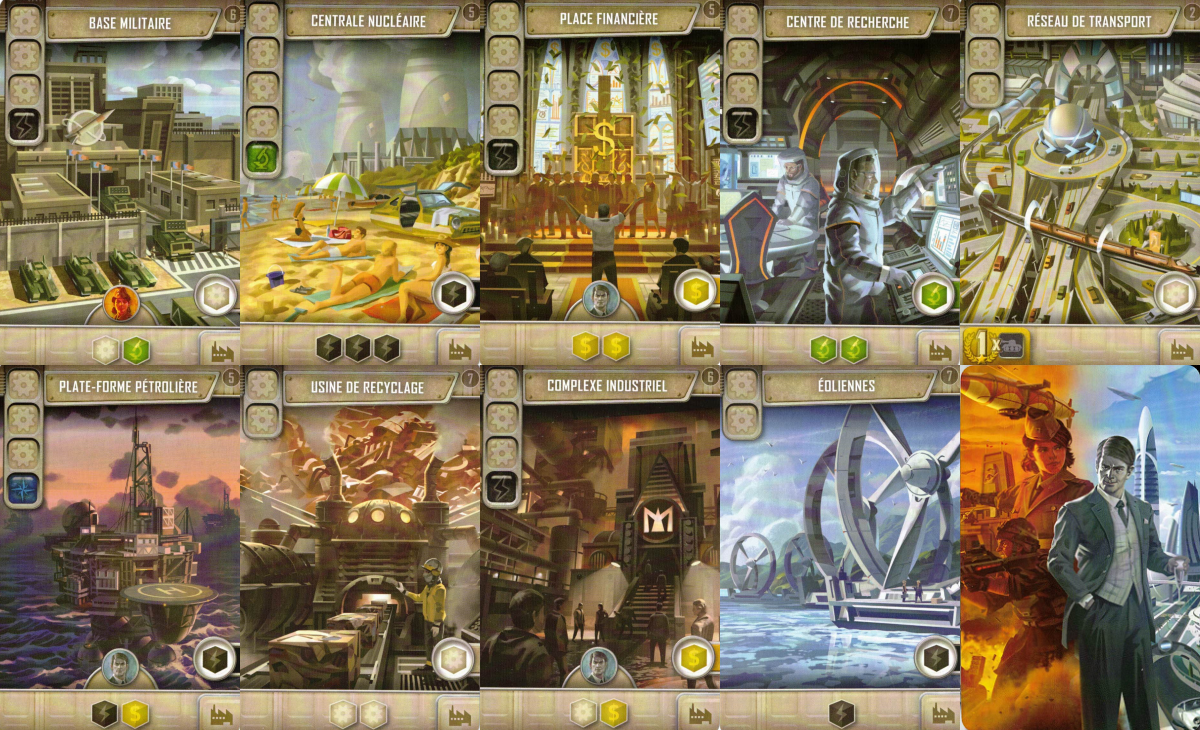 BASE MILITAIRE
6
CENTRALE NUCLÉAIRE
5
PLACE FINANCIÈRE
5
CENTRE DE RECHERCHE
7
RÉSEAU DE TRANSPORT
2
$
$
$ $
1 x
PLATE-FORME PÉTROLIÈRE
5
USINE DE RECYCLAGE
7
COMPLEXE INDUSTRIEL
6
ÉOLIENNES
7
H
M
$
$
$